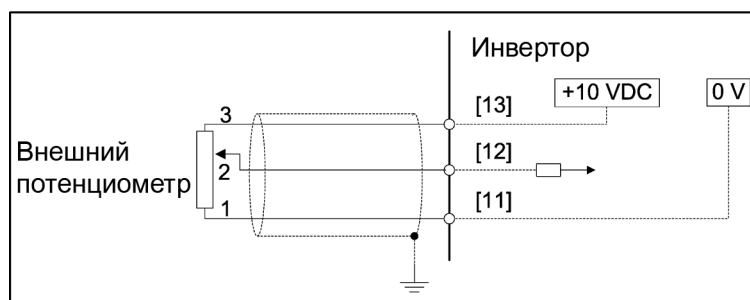 Инвертор
+10 VDC
0 V
3
[13]
Внешний
потенциометр
2
[12]
1
[11]